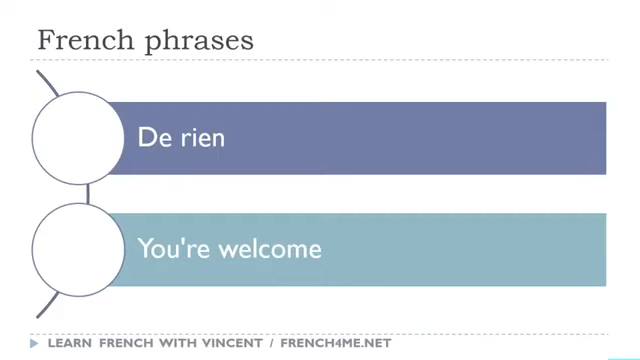 French phrases
De rien
You're welcome
LEARN FRENCH WITH VINCENT / FRENCH4ME.NET